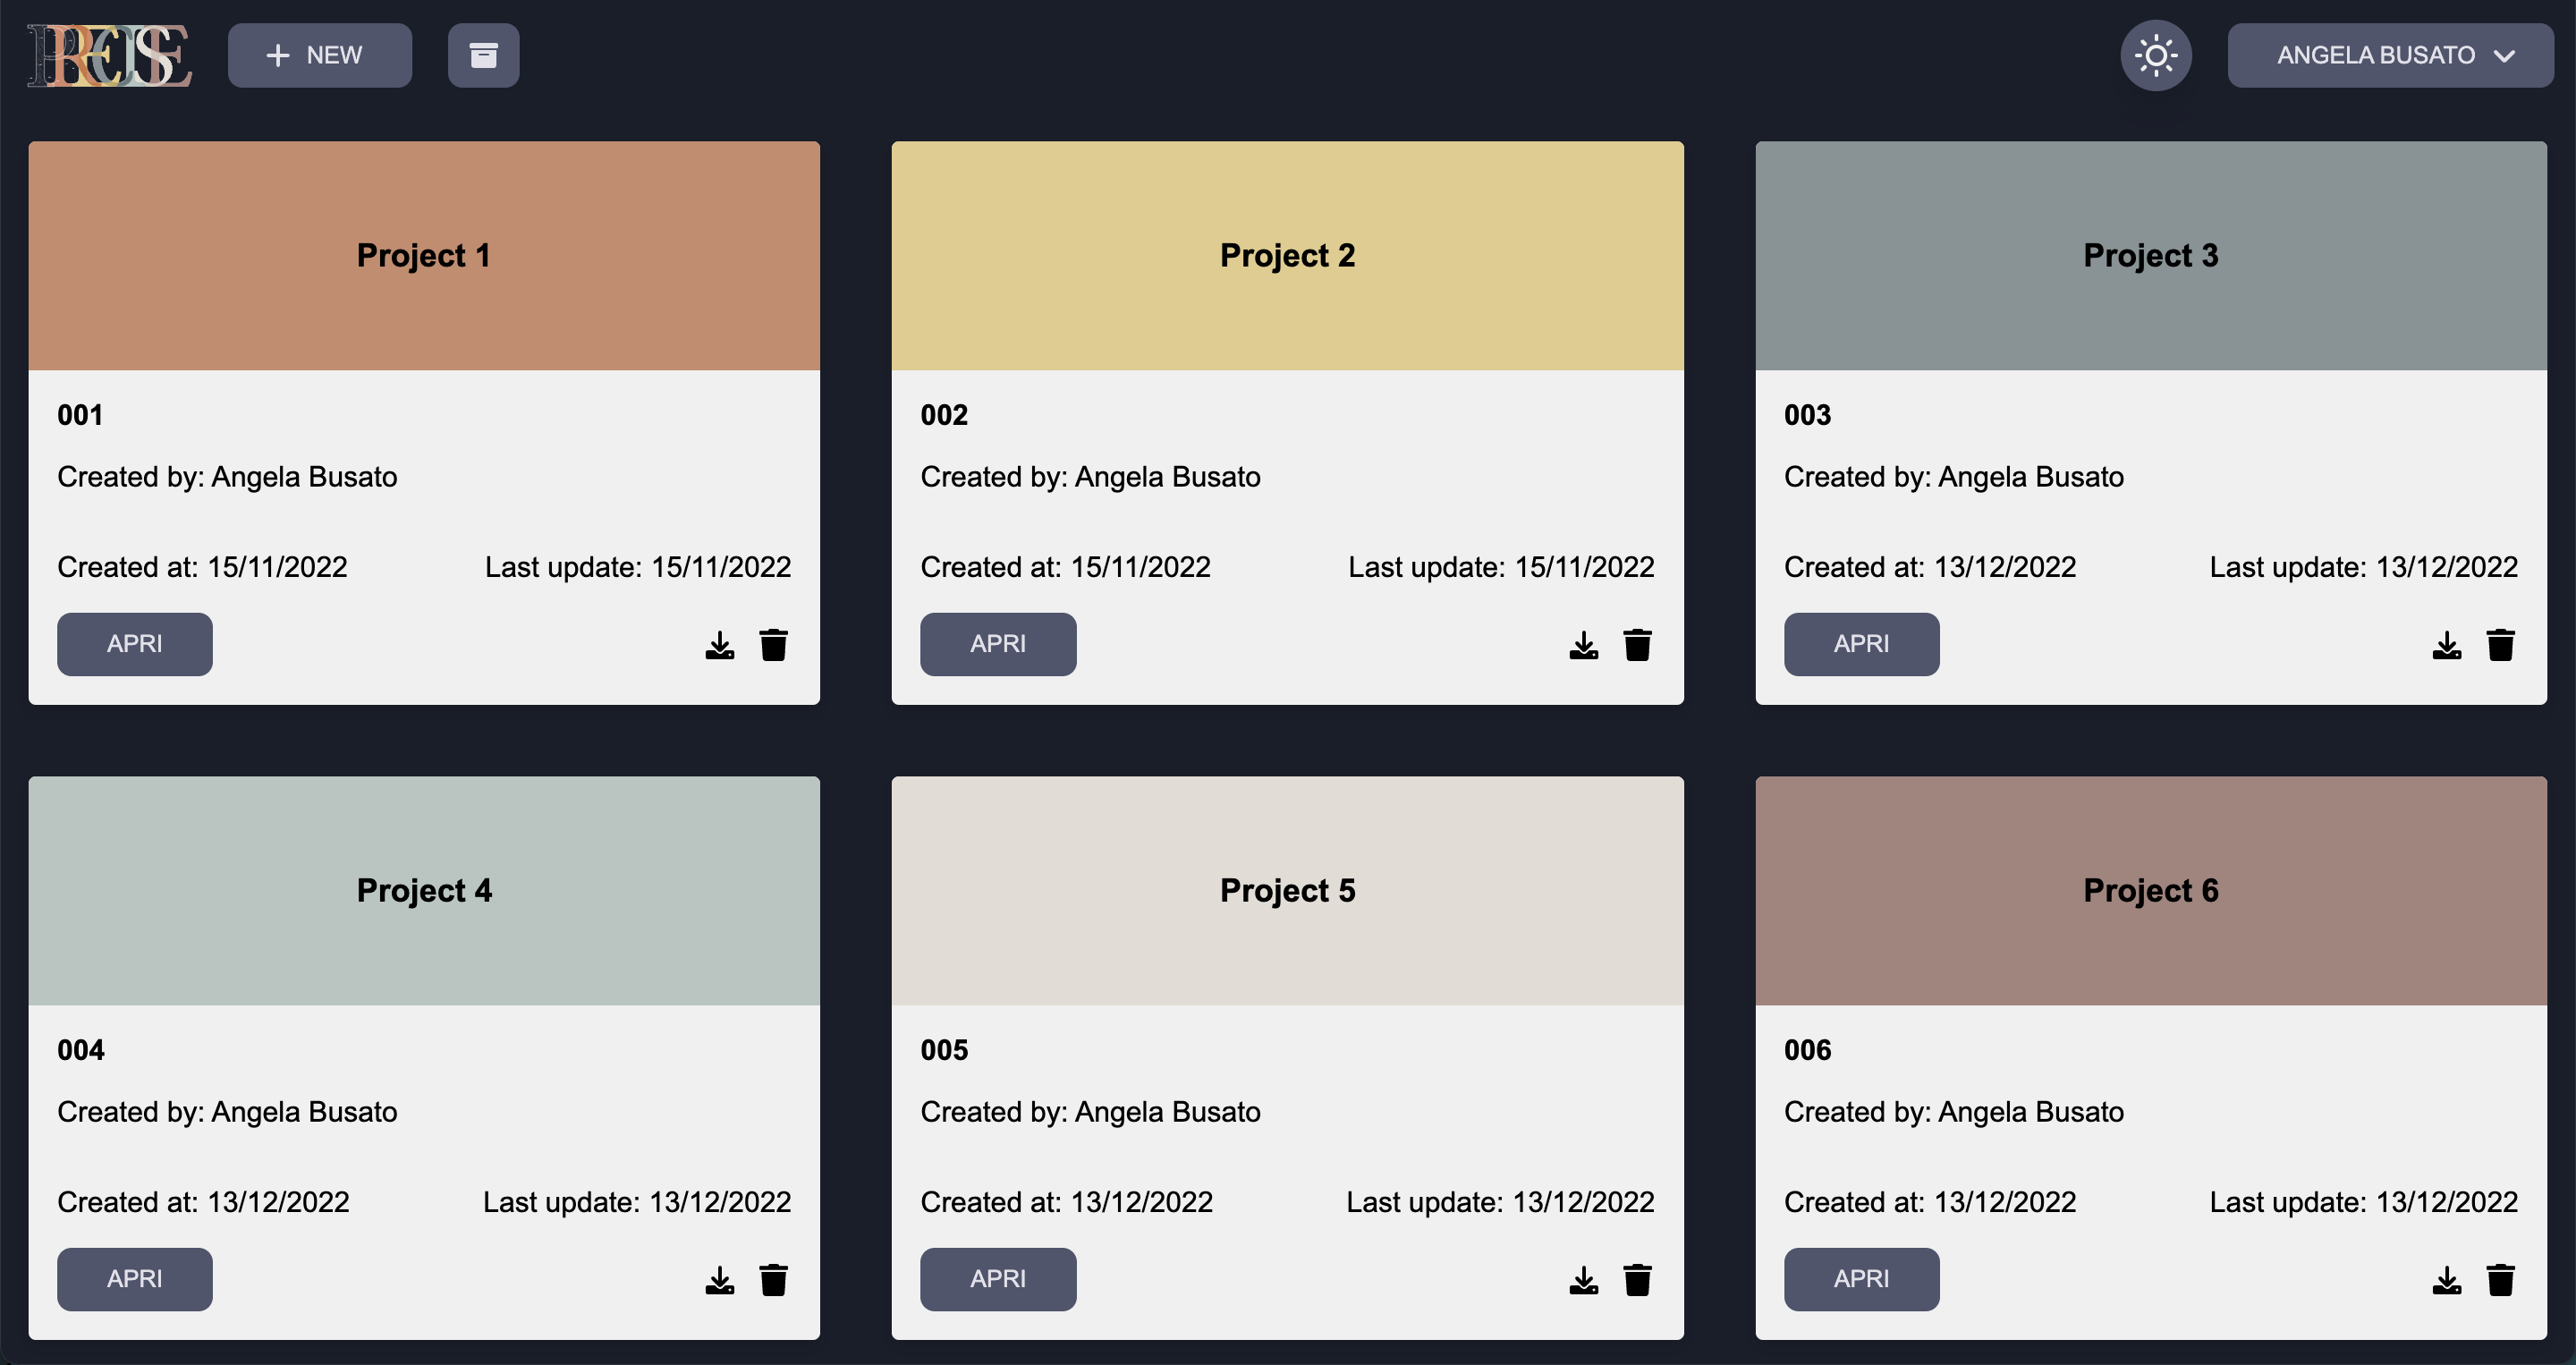 PRECISE
NEW
ANGELA BUSATO
Project 1
001
Created by: Angela Busato
Created at: 15/11/2022
Last update: 15/11/2022
APRI
Project 2
002
Created by: Angela Busato
Created at: 15/11/2022
Last update: 15/11/2022
APRI
Project 3
003
Created by: Angela Busato
Created at: 13/12/2022
Last update: 13/12/2022
APRI
Project 4
004
Created by: Angela Busato
Created at: 13/12/2022
Last update: 13/12/2022
APRI
Project 5
005
Created by: Angela Busato
Created at: 13/12/2022
Last update: 13/12/2022
APRI
Project 6
006
Created by: Angela Busato
Created at: 13/12/2022
Last update: 13/12/2022
APRI